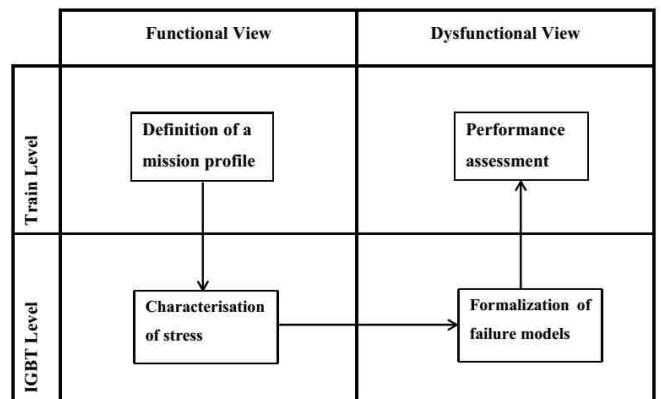 Functional View
Dysfunctional View
Train Level
Definition of a
mission profile
Performance
assessment
IGBT Level
Characterisation
of stress
Formalization of
failure models